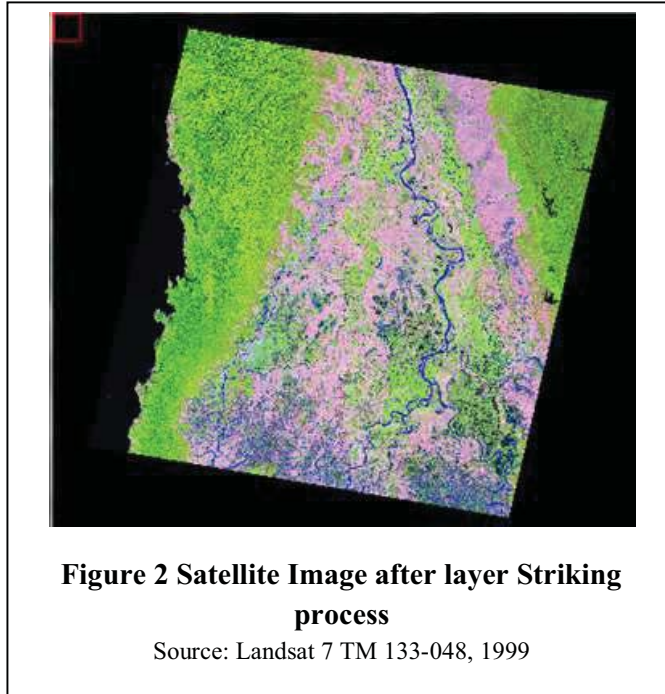 Figure 2 Satellite Image after layer Striking
process
Source: Landsat 7 TM 133-048, 1999